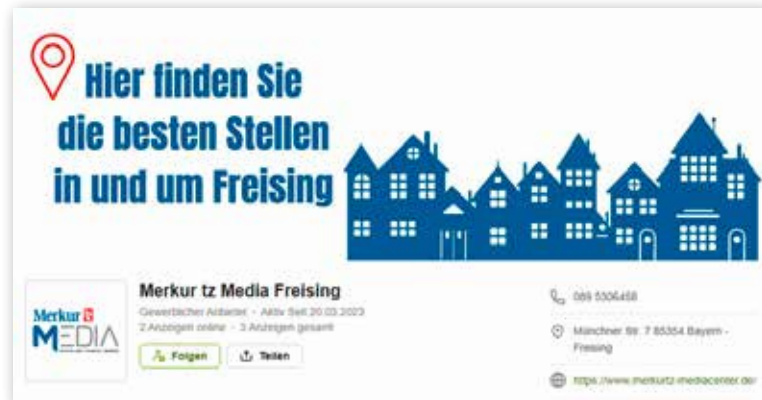 Hier finden Sie
die besten Stellen
in und um Freising
Merkur tz
MEDIA
Merkur tz Media Freising
Gewerblicher Anbieter - Aktiv Seit 20.03.2023
2 Anzeigen online - 3 Anzeigen gesamt
Folgen
Teilen
089 5306458
Münchner Str. 7 85354 Bayern -
Freising
https://www.merkurtz-mediacenter.de/